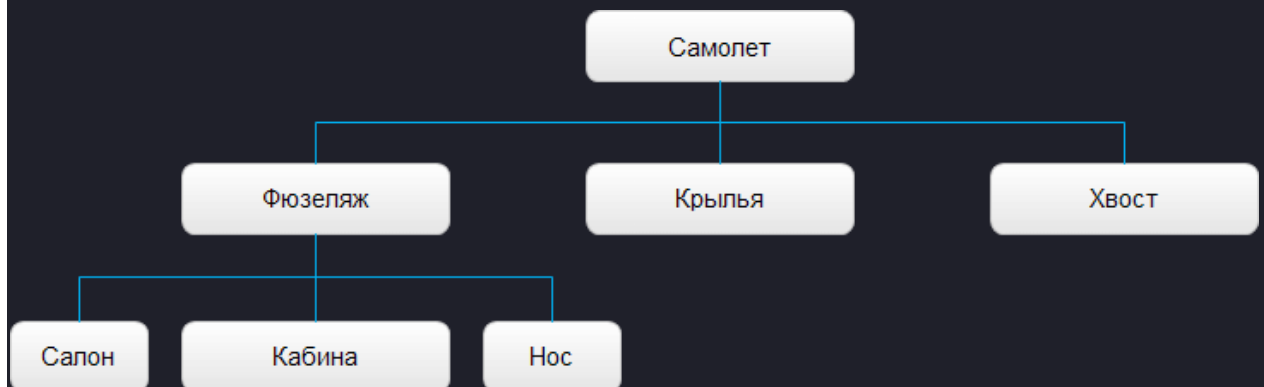 Самолет
Фюзеляж
Крылья
Хвост
Салон
Кабина
Нос